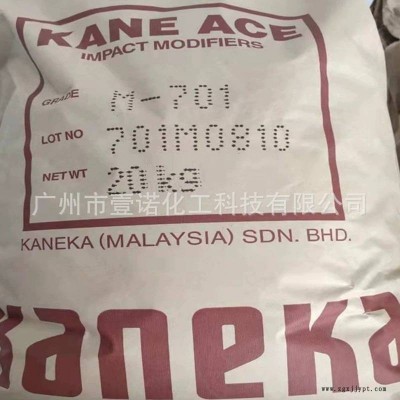 KANE ACE
IMPACT MODIFIERS
GRADE M-701
LOT NO 701M0810
NET WT 20kg
广州市壹诺化工科技有限公司
KANEKA (MALAYSIA) SDN. BHD.
kaneka
www.zgzjjypt.com